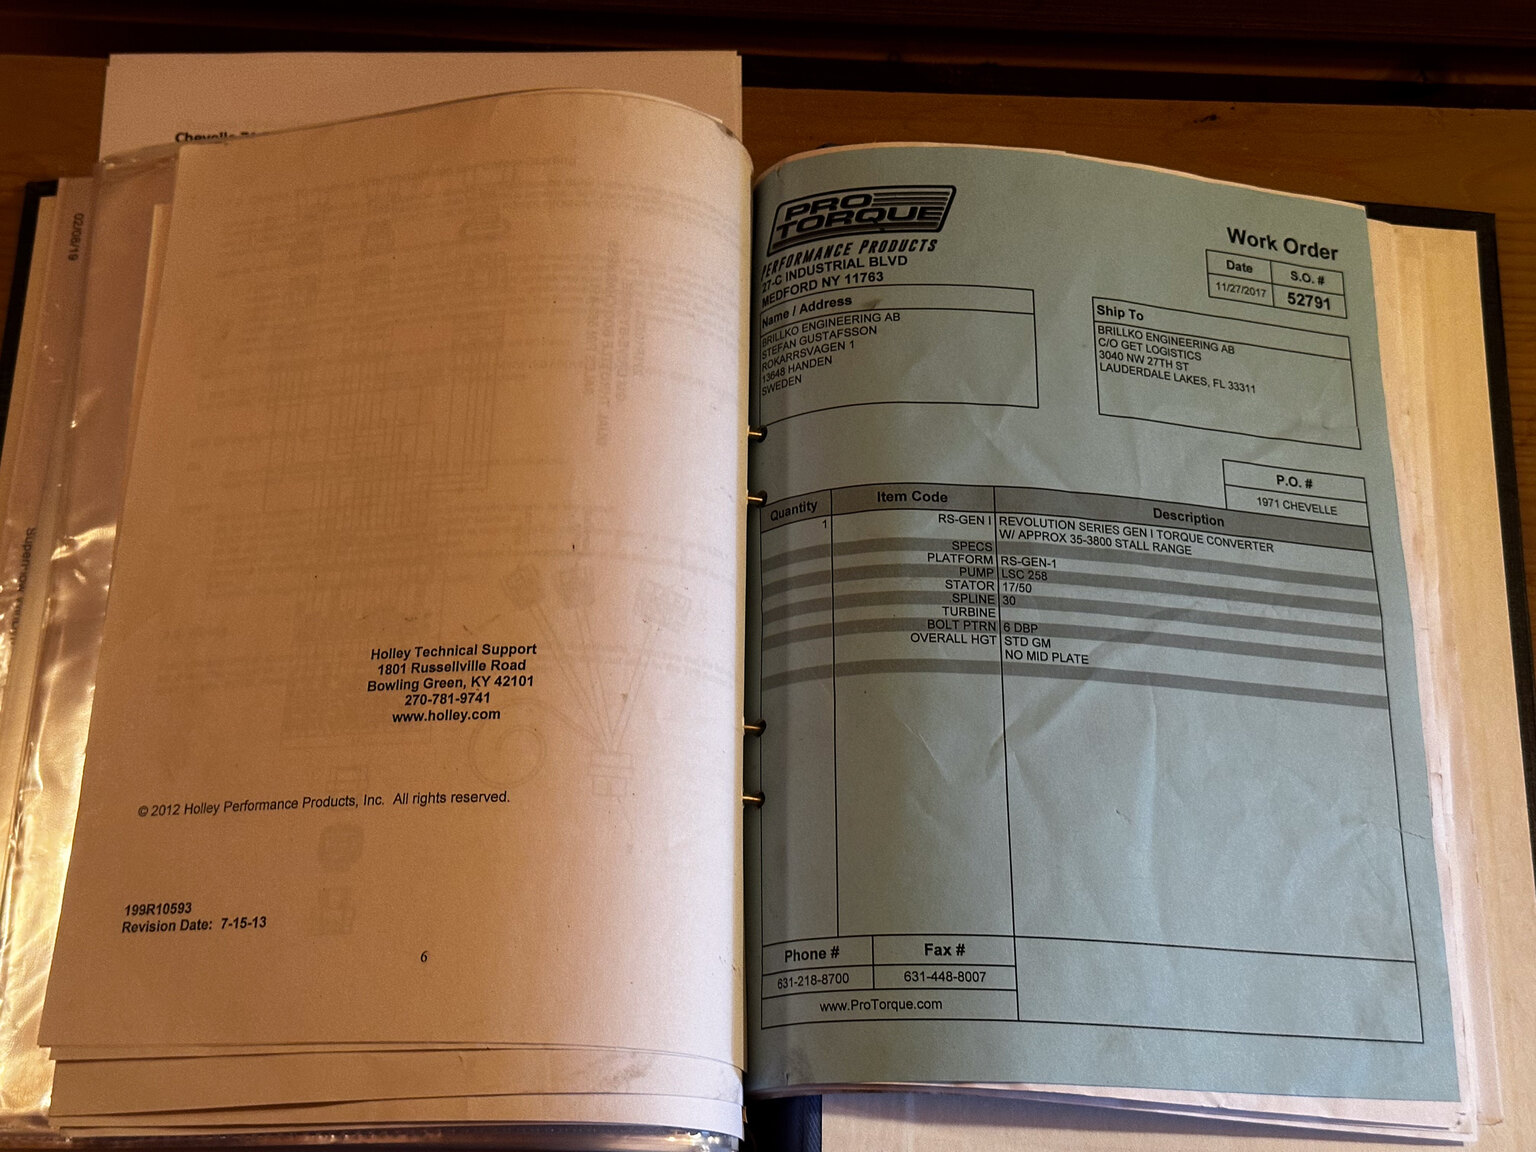 02/08/19
Holley Technical Support
1801 Russellville Road
Bowling Green, KY 42101
270-781-9741
www.holley.com
© 2012 Holley Performance Products, Inc.  All rights reserved.
199R10593
Revision Date:  7-15-13
6
PRO
TORQUE
PERFORMANCE PRODUCTS
27-C INDUSTRIAL BLVD
MEDFORD NY 11763
Work Order
Date S.O. #
11/27/2017 52791
Name / Address
BRILLKO ENGINEERING AB
STEFAN GUSTAFSSON
ROKARRSVAGEN 1
13648 HANDEN
SWEDEN
Ship To
BRILLKO ENGINEERING AB
C/O GET LOGISTICS
3040 NW 27TH ST
LAUDERDALE LAKES, FL 33311
P.O. #
1971 CHEVELLE
Quantity Item Code Description
1 RS-GEN I REVOLUTION SERIES GEN I TORQUE CONVERTER
W/ APPROX 35-3800 STALL RANGE
SPECS
PLATFORM RS-GEN-1
PUMP LSC 258
STATOR 17/50
SPLINE 30
TURBINE
BOLT PTRN 6 DBP
OVERALL HGT STD GM
NO MID PLATE
Phone # Fax #
631-218-8700 631-448-8007
www.ProTorque.com